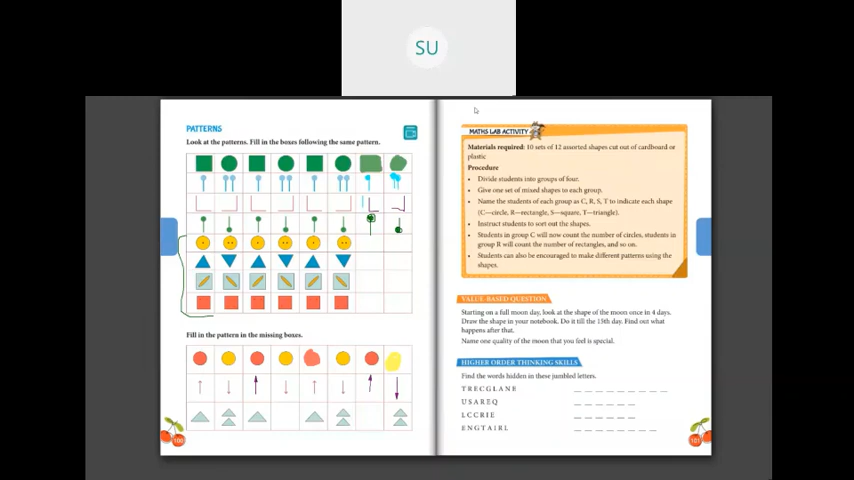 SU
PATTERNS
Look at the patterns. Fill in the boxes following the same pattern.
Fill in the pattern in the missing boxes.
100
MATHS LAB ACTIVITY
Materials required: 10 sets of 12 assorted shapes cut out of cardboard or
plastic
Procedure
• Divide students into groups of four.
• Give one set of mixed shapes to each group.
• Name the students of each group as C, R, S, T to indicate each shape
(C—circle, R—rectangle, S—square, T—triangle).
• Instruct students to sort out the shapes.
• Students in group C will now count the number of circles, students in
group R will count the number of rectangles, and so on.
• Students can also be encouraged to make different patterns using the
shapes.
VALUE-BASED QUESTION
Starting on a full moon day, look at the shape of the moon once in 4 days.
Draw the shape in your notebook. Do it till the 15th day. Find out what
happens after that.
Name one quality of the moon that you feel is special.
HIGHER ORDER THINKING SKILLS
Find the words hidden in these jumbled letters.
T R E C G L A N E _ _ _ _ _ _ _ _ _
U S A R E Q _ _ _ _ _ _
L C C R I E _ _ _ _ _ _
E N G T A I R L _ _ _ _ _ _ _ _
101